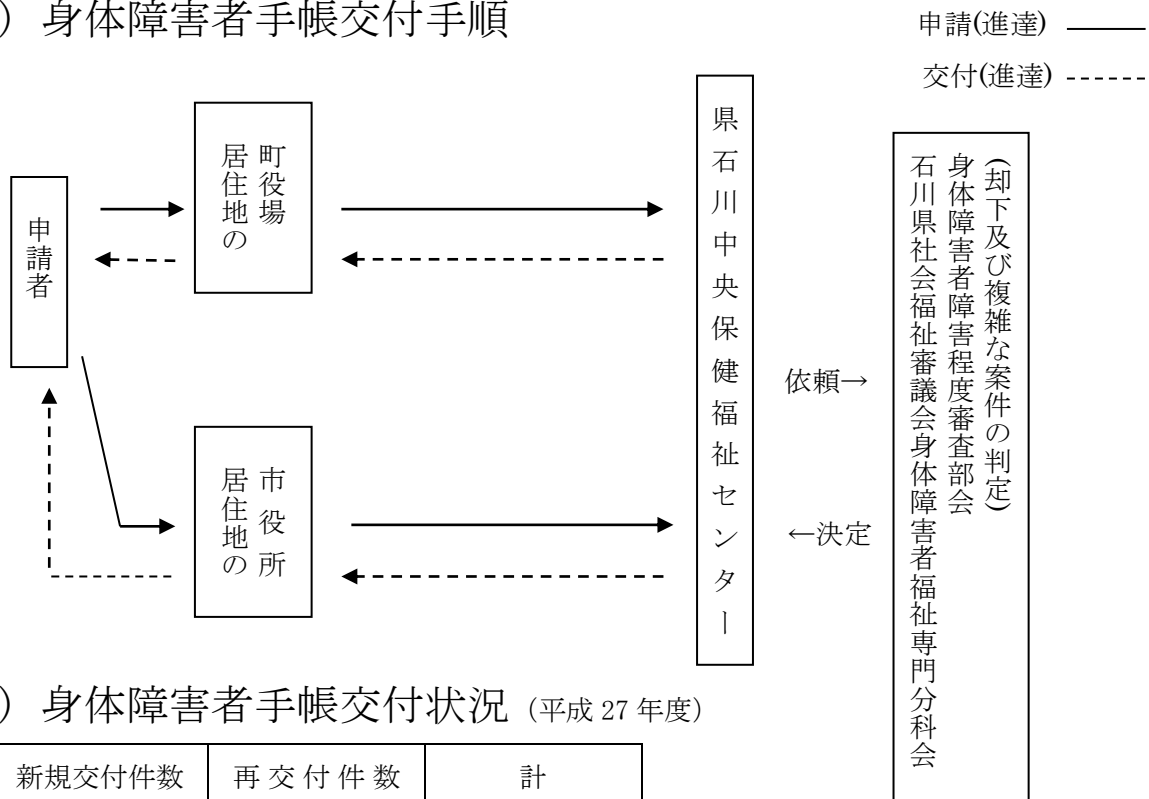 ) 身体障害者手帳交付手順
申請(進達)
交付(進達)
申請者
居住地の
町役場
居住地の
市役所
県石川中央保健福祉センター
依頼→
←決定
石川県社会福祉審議会身体障害者福祉専門分科会
身体障害者障害程度審査部会
(却下及び複雑な案件の判定)
) 身体障害者手帳交付状況 (平成 27 年度)
新規交付件数 再交付件数 計